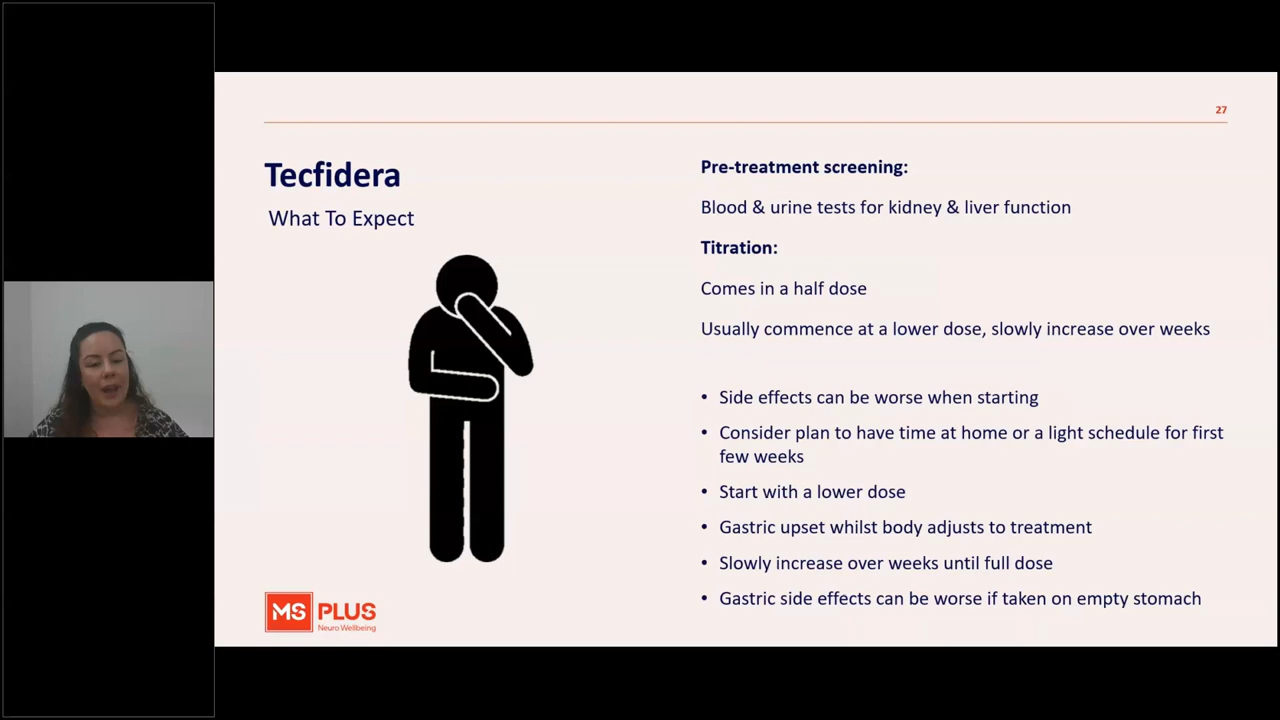 27
Tecfidera
What To Expect
Pre-treatment screening:
Blood & urine tests for kidney & liver function
Titration:
Comes in a half dose
Usually commence at a lower dose, slowly increase over weeks
• Side effects can be worse when starting
• Consider plan to have time at home or a light schedule for first
few weeks
• Start with a lower dose
• Gastric upset whilst body adjusts to treatment
• Slowly increase over weeks until full dose
• Gastric side effects can be worse if taken on empty stomach
MS PLUS
Neuro Wellbeing